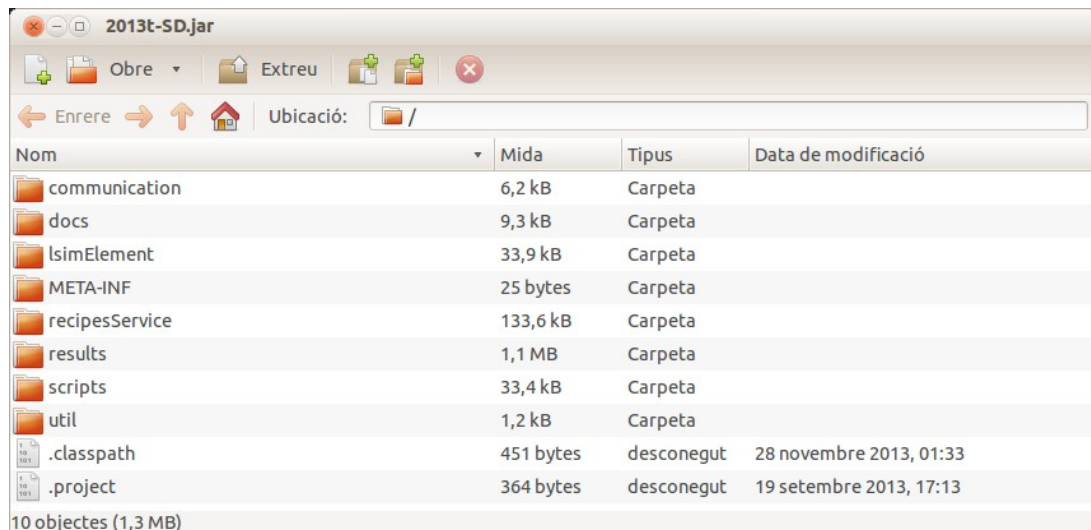 2013t-SD.jar
Obre Extreu
Enrere Ubicació: /
Nom Mida Tipus Data de modificació
communication 6,2 kB Carpeta
docs 9,3 kB Carpeta
lsimElement 33,9 kB Carpeta
META-INF 25 bytes Carpeta
recipesService 133,6 kB Carpeta
results 1,1 MB Carpeta
scripts 33,4 kB Carpeta
util 1,2 kB Carpeta
.classpath 451 bytes desconegut 28 novembre 2013, 01:33
.project 364 bytes desconegut 19 setembre 2013, 17:13
10 objectes (1,3 MB)